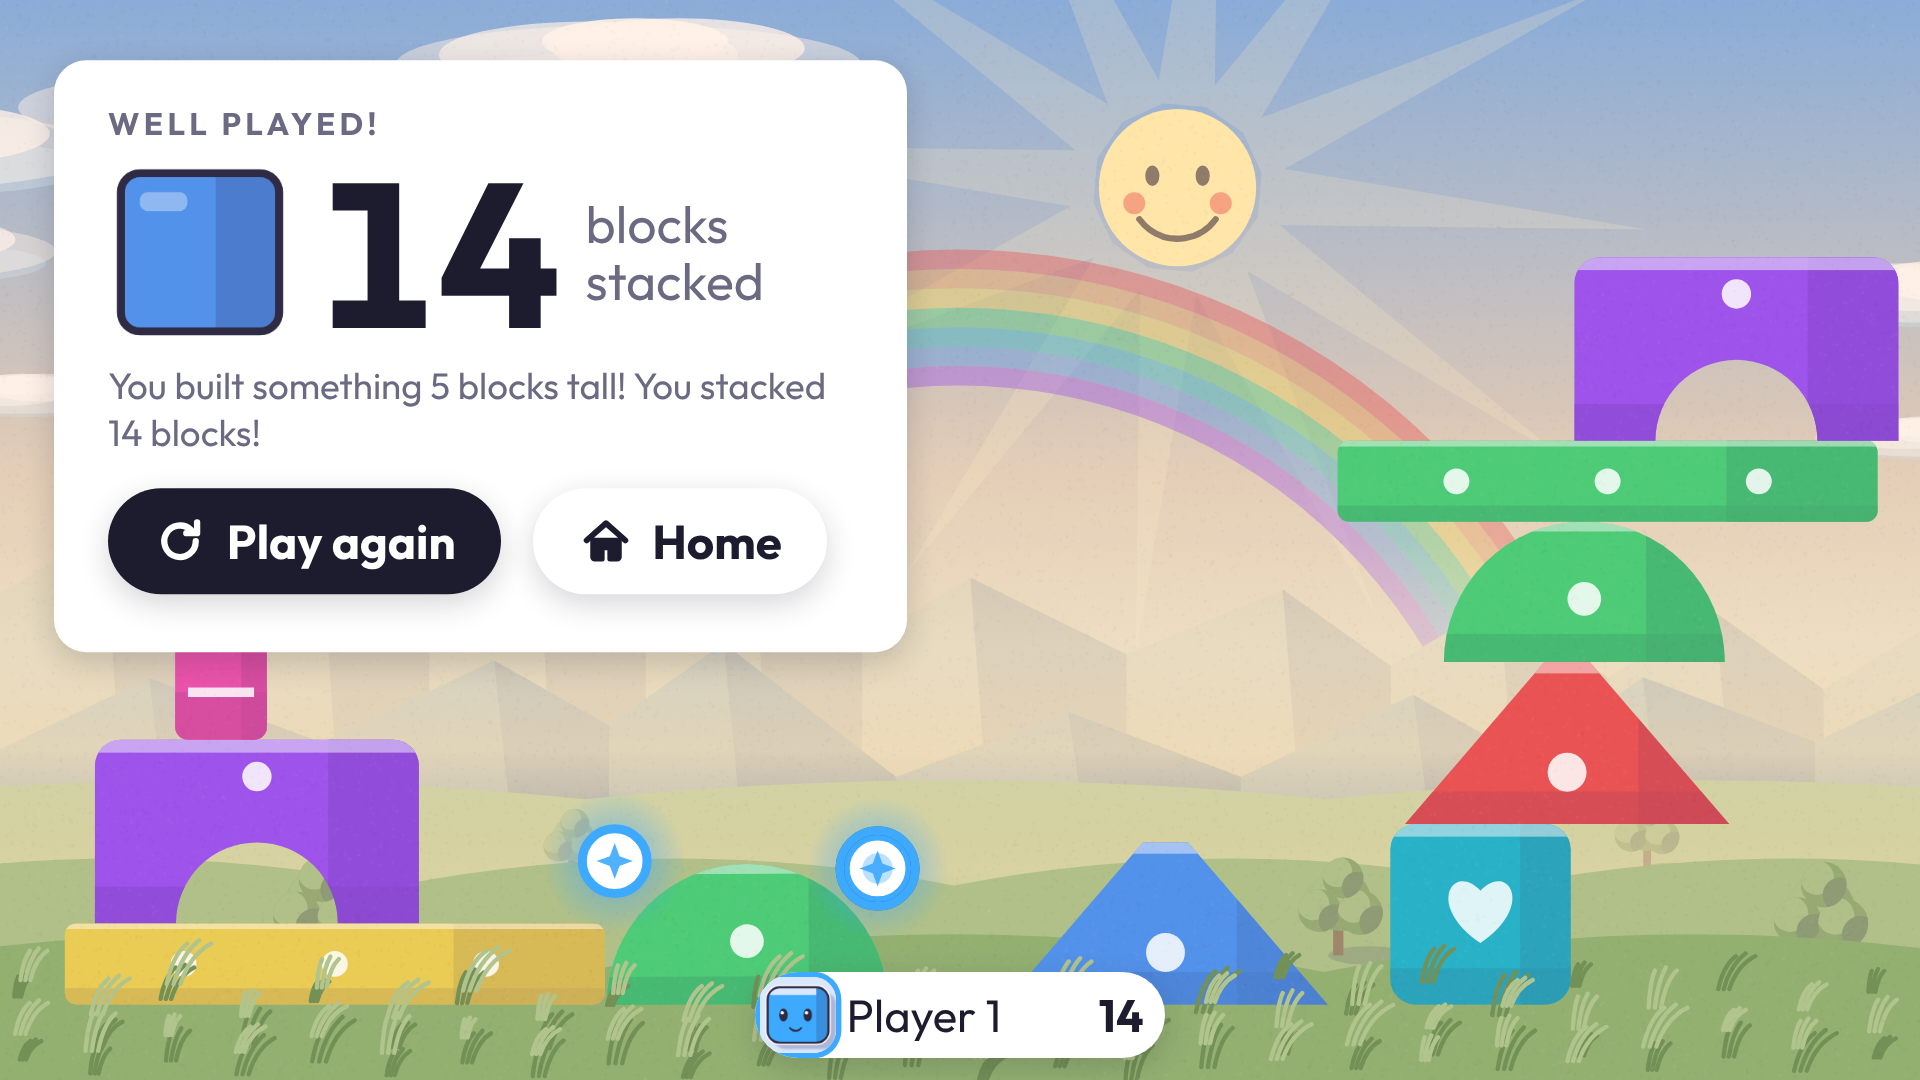 WELL PLAYED!
14
blocks
stacked
You built something 5 blocks tall! You stacked
14 blocks!
Play again
Home
Player 1
14